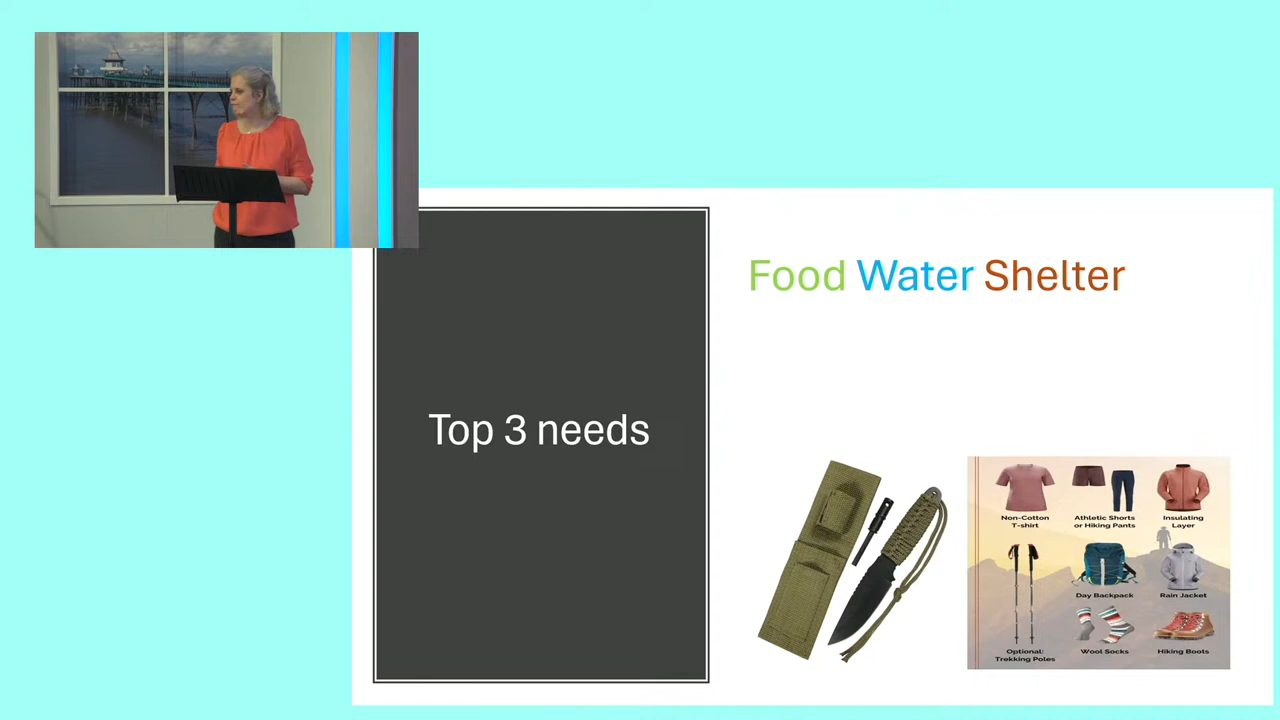 Food Water Shelter
Top 3 needs
Non-Cotton
T-shirt
Athletic Shorts
or Hiking Pants
Insulating
Layer
Day Backpack
Rain Jacket
Optional:
Trekking Poles
Wool Socks
Hiking Boots